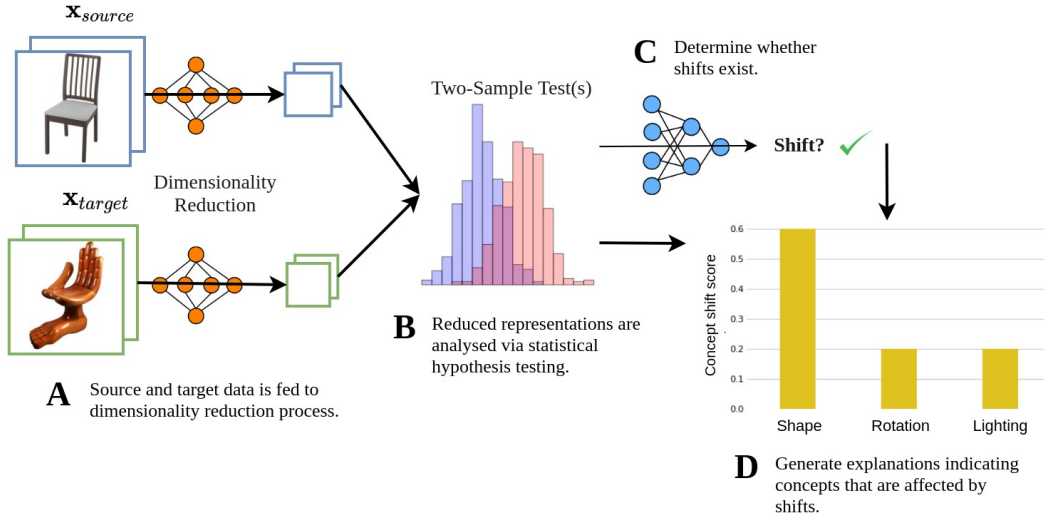 x_source
x_target
Dimensionality
Reduction
A
Source and target data is fed to
dimensionality reduction process.
Two-Sample Test(s)
B
Reduced representations are
analysed via statistical
hypothesis testing.
C
Determine whether
shifts exist.
Shift?
Concept shift score
0.6
0.5
0.4
0.3
0.2
0.1
0.0
Shape
Rotation
Lighting
D
Generate explanations indicating
concepts that are affected by
shifts.